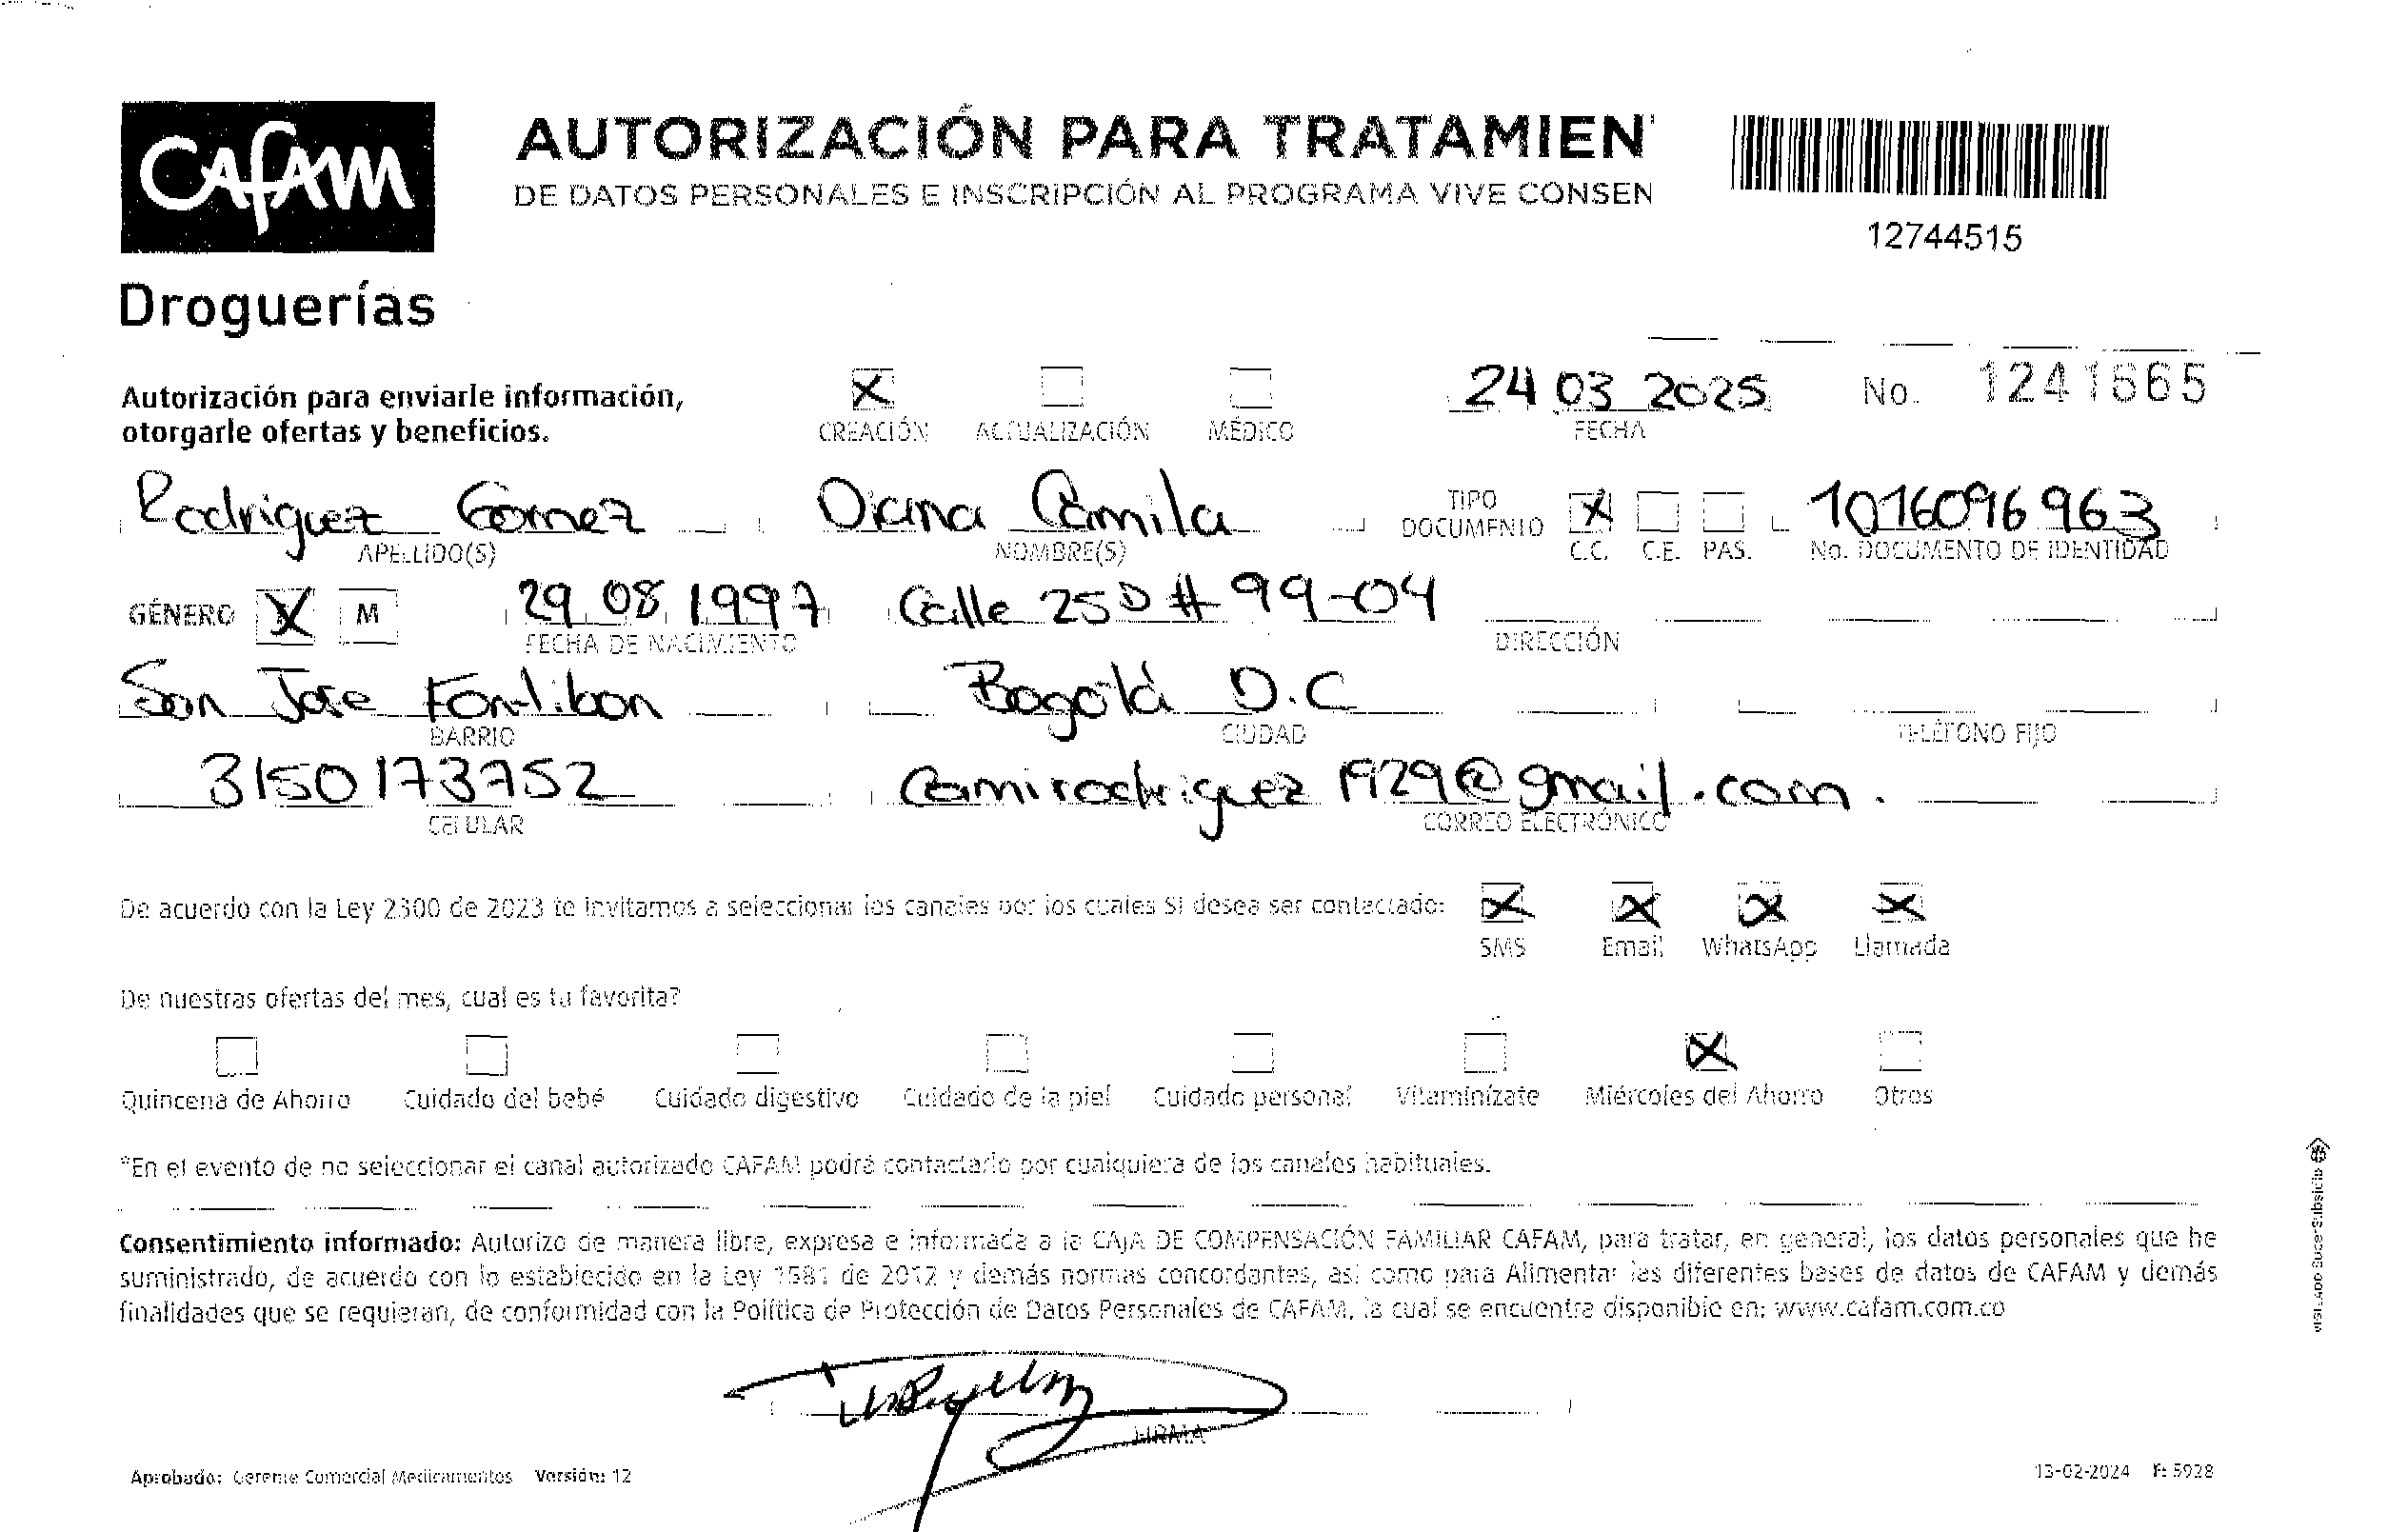 Cafam
AUTORIZACIÓN PARA TRATAMIEN
DE DATOS PERSONALES E INSCRIPCIÓN AL PROGRAMA VIVE CONSEN
12744515
Droguerías
Autorización para enviarle información,
otorgarle ofertas y beneficios.
X CREACIÓN ACTUALIZACIÓN MÉDICO
24 03 2025 No. 1241665
FECHA
Rodriguez Gomez Diana Camila TIPO DOCUMENTO X 1016096963
APELLIDO(S) NOMBRE(S) C.C. C.E. PAS. No. DOCUMENTO DE IDENTIDAD
GÉNERO X M 29 08 1997 Calle 25D # 99-04
FECHA DE NACIMIENTO DIRECCIÓN
San Jose Fontibon Bogotá D.C
BARRIO CIUDAD TELÉFONO FIJO
3150173752 Camirodriguez1929@gmail.com.
CELULAR CORREO ELECTRÓNICO
De acuerdo con la Ley 2300 de 2023 te invitamos a seleccionar los canales por los cuales SI desea ser contactado: X X X X
SMS Email WhatsApp Llamada
De nuestras ofertas del mes, cual es tu favorita?
X
Quincena de Ahorro Cuidado del bebé Cuidado digestivo Cuidado de la piel Cuidado personal Vitaminízate Miércoles del Ahorro Otros
*En el evento de no seleccionar el canal autorizado CAFAM podrá contactarlo por cualquiera de los canales habituales.
Consentimiento informado: Autorizo de manera libre, expresa e informada a la CAJA DE COMPENSACIÓN FAMILIAR CAFAM, para tratar, en general, los datos personales que he
suministrado, de acuerdo con lo establecido en la Ley 1581 de 2012 y demás normas concordantes, así como para Alimentar las diferentes bases de datos de CAFAM y demás
finalidades que se requieran, de conformidad con la Política de Protección de Datos Personales de CAFAM, la cual se encuentra disponible en: www.cafam.com.co
FIRMA
Aprobado: Gerente Comercial Medicamentos Versión: 12
13-02-2024 F: 5928
VIGILADO SuperSubsidio